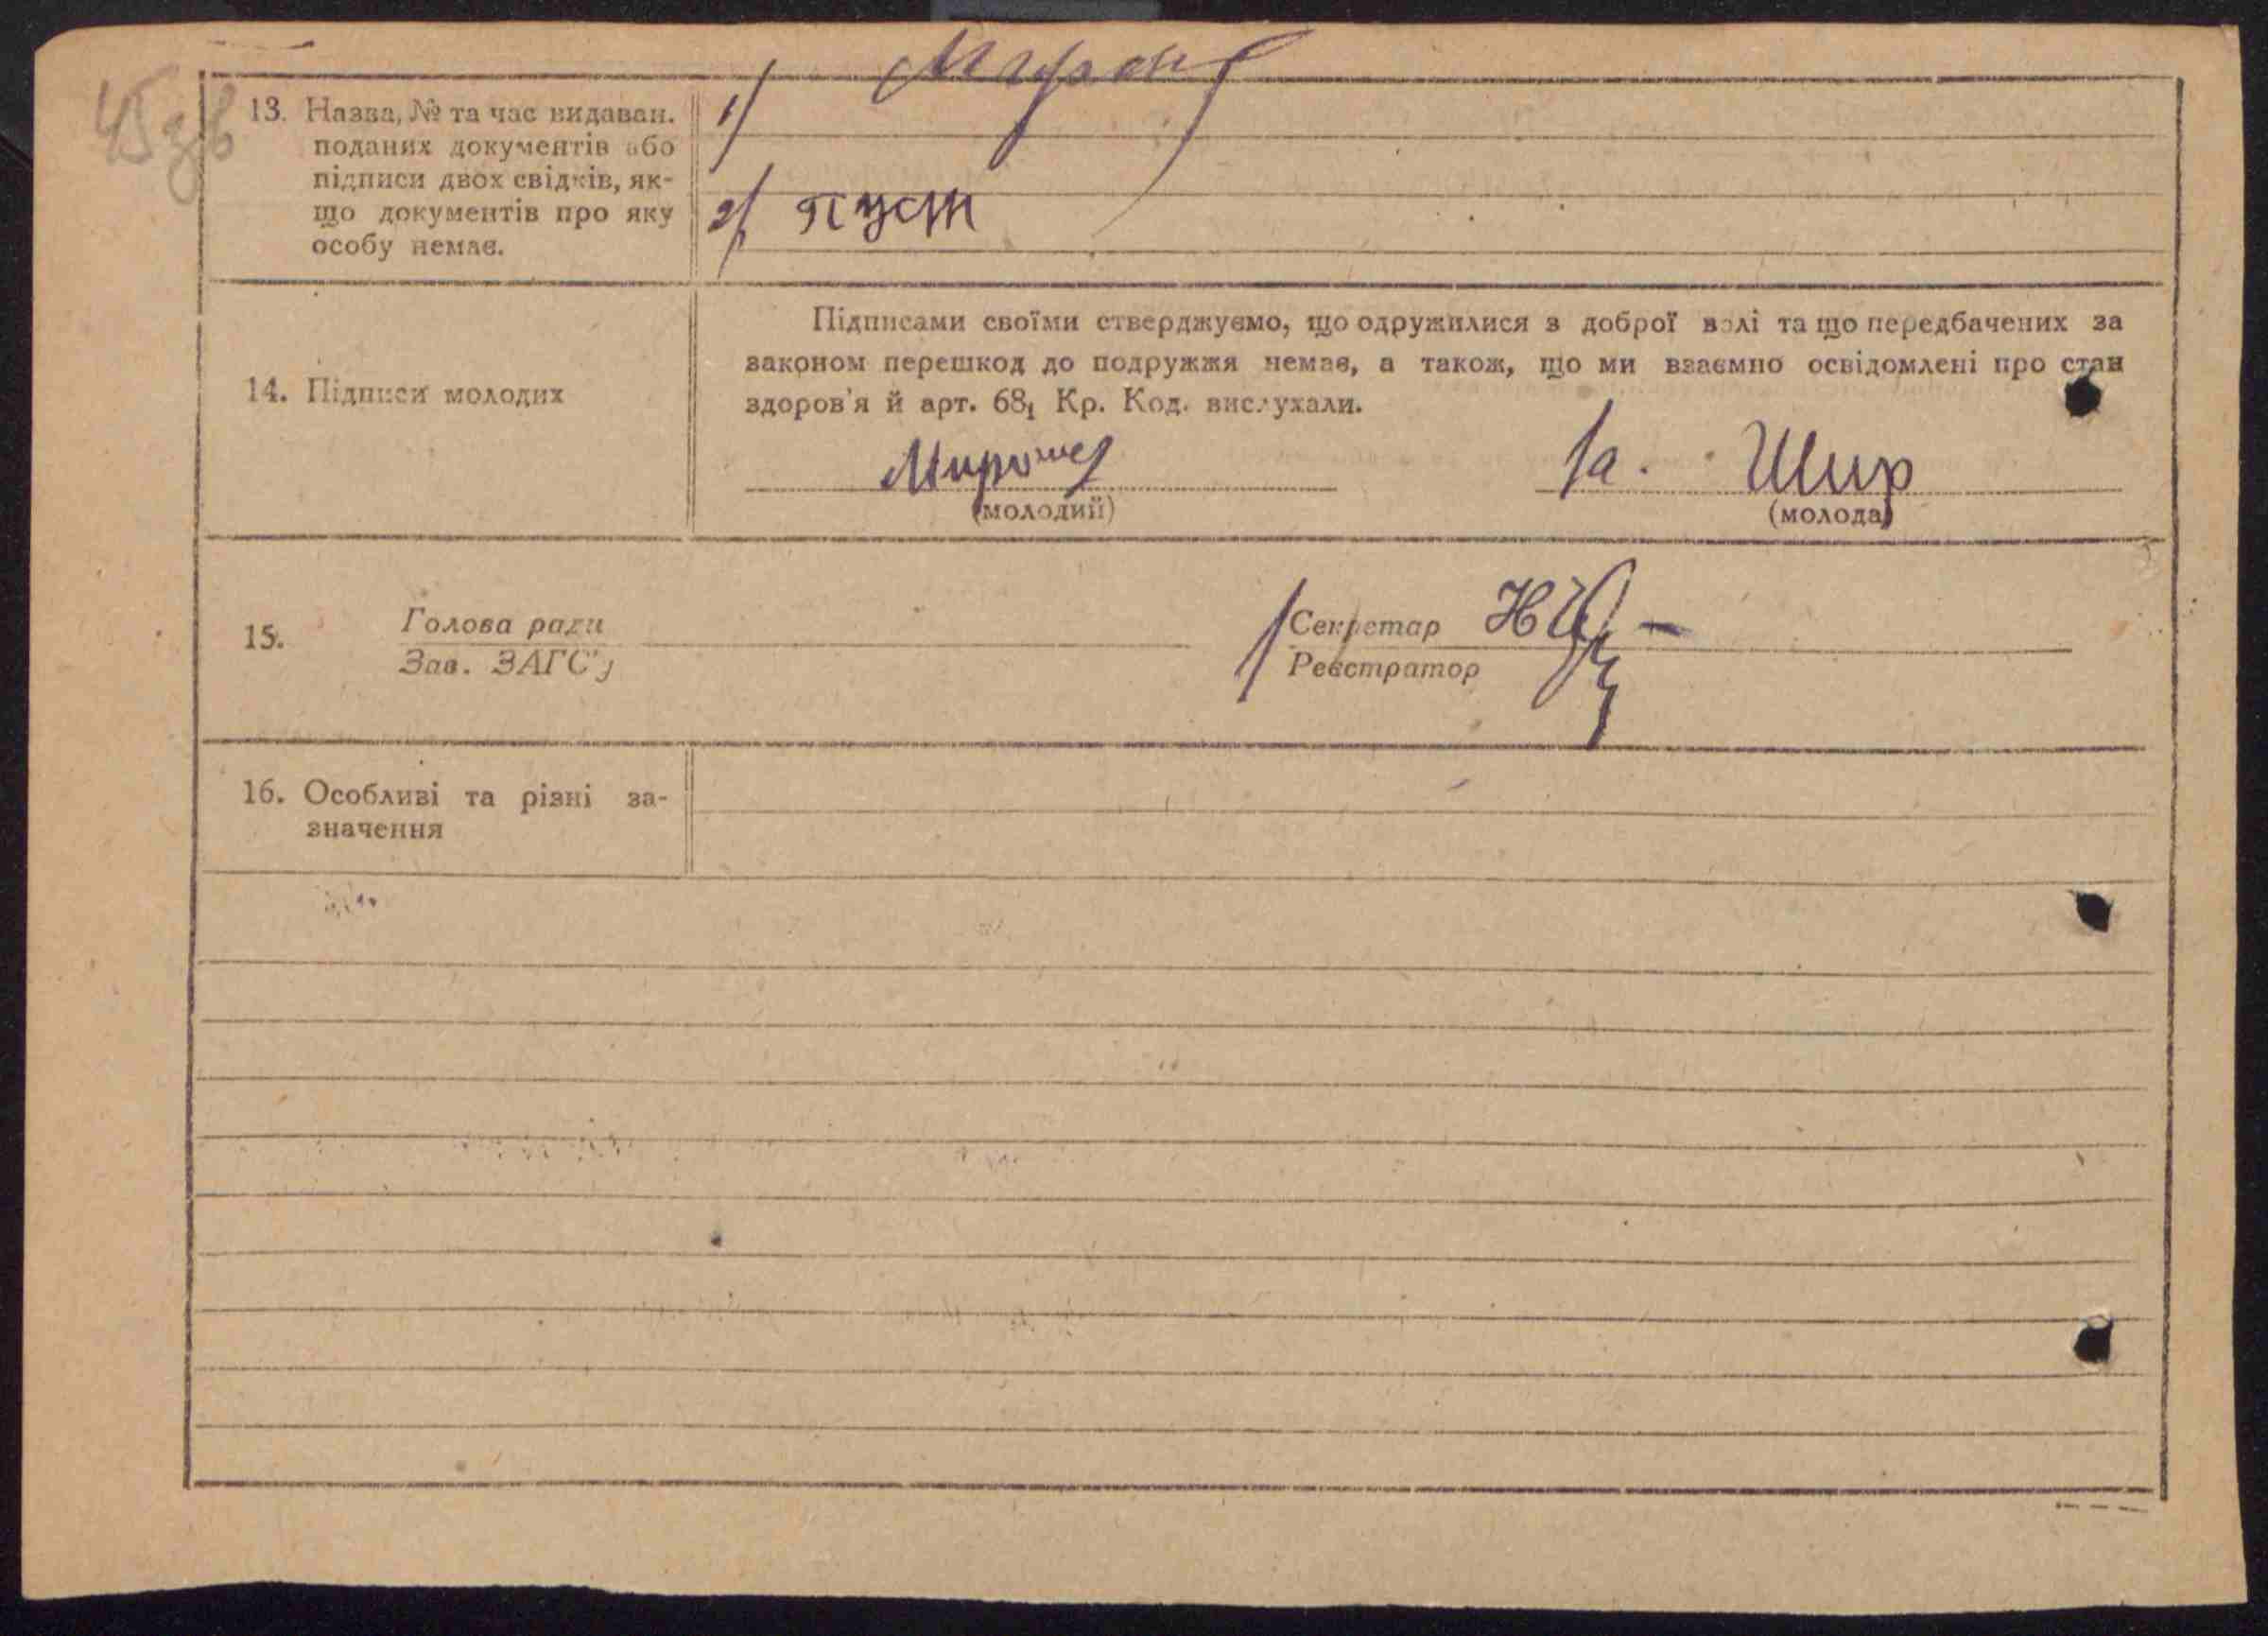 45 зв
13. Назва, № та час видаван.
поданих документів або
підписи двох свідків, як-
що документів про яку
особу немає.
1)
2) пуст
14. Підписи молодих
Підписами своїми стверджуємо, що одружилися з доброї волі та що передбачених за
законом перешкод до подружжя немає, а також, що ми взаємно освідомлені про стан
здоров'я й арт. 68₁ Кр. Код. вислухали.
Шир
(молодий)
(молода)
15. Голова ради
Зав. ЗАГС'у
Секретар
Реєстратор
16. Особливі та різні за-
значення